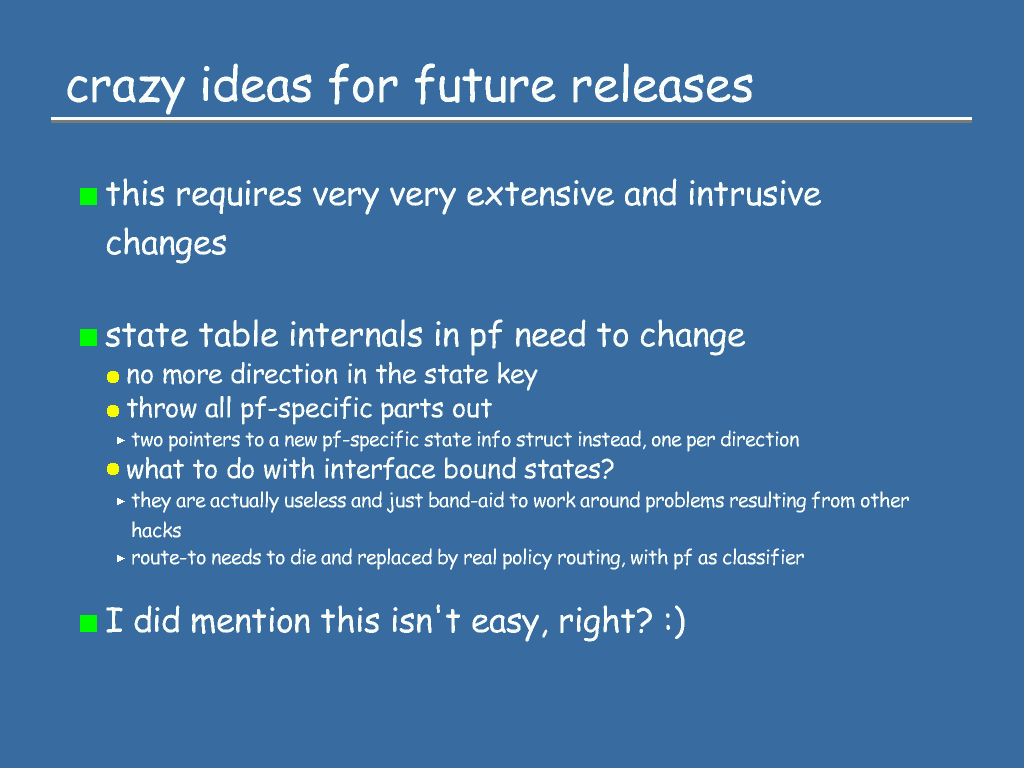 crazy ideas for future releases
this requires very very extensive and intrusive
changes
state table internals in pf need to change
no more direction in the state key
throw all pf-specific parts out
two pointers to a new pf-specific state info struct instead, one per direction
what to do with interface bound states?
they are actually useless and just band-aid to work around problems resulting from other
hacks
route-to needs to die and replaced by real policy routing, with pf as classifier
I did mention this isn't easy, right? :)